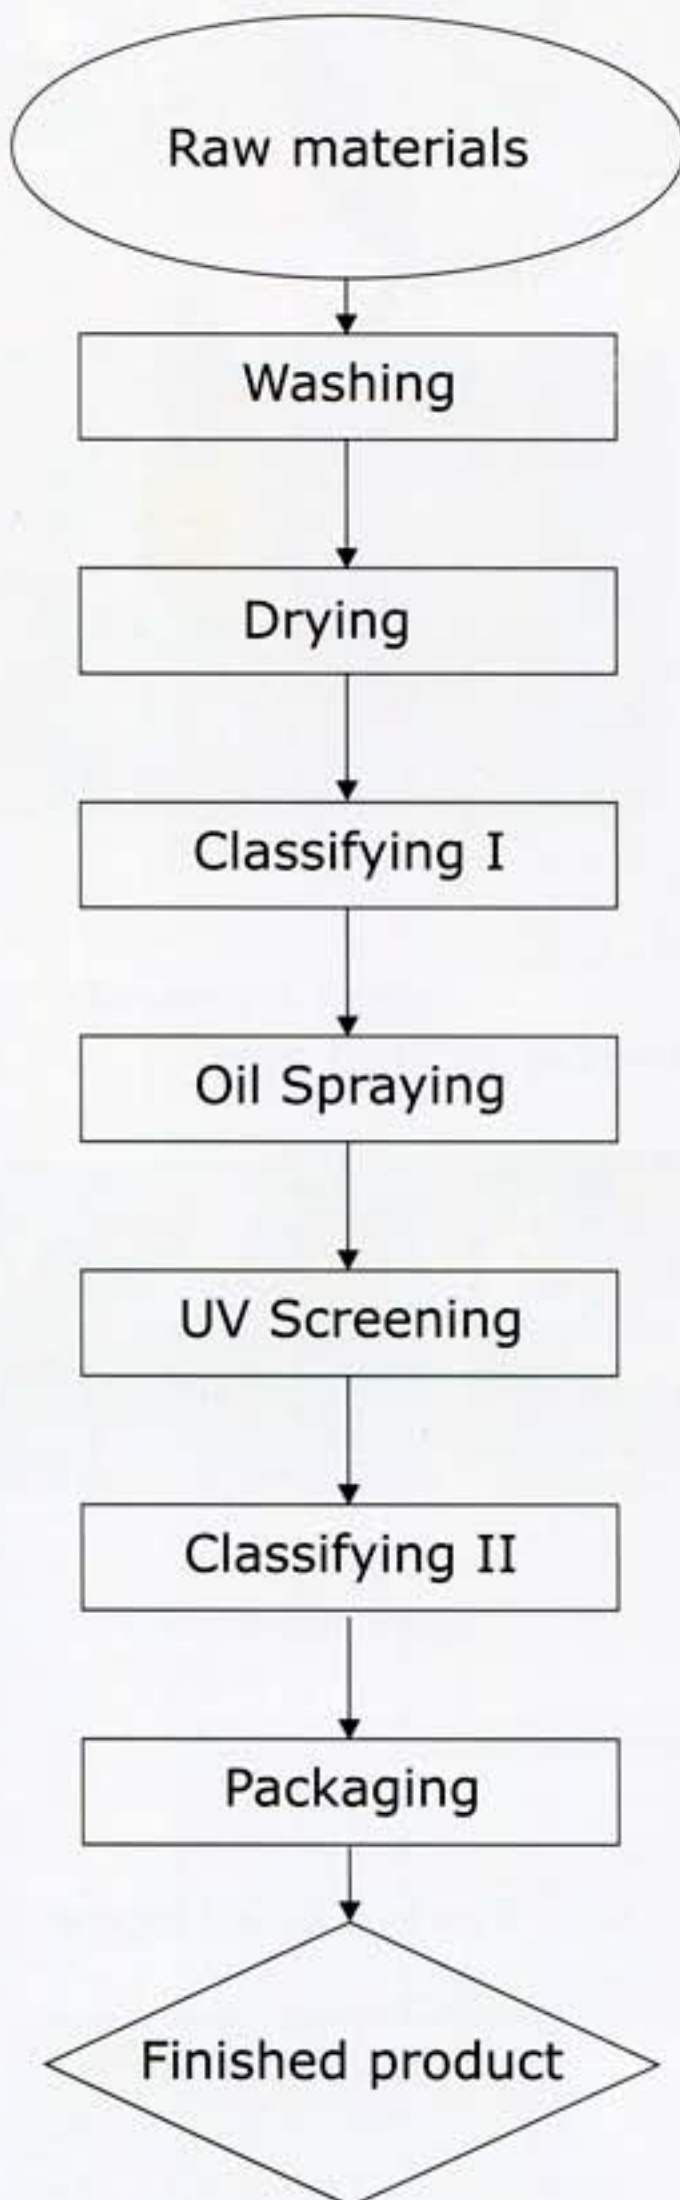 Raw materials
Washing
Drying
Classifying I
Oil Spraying
UV Screening
Classifying II
Packaging
Finished product